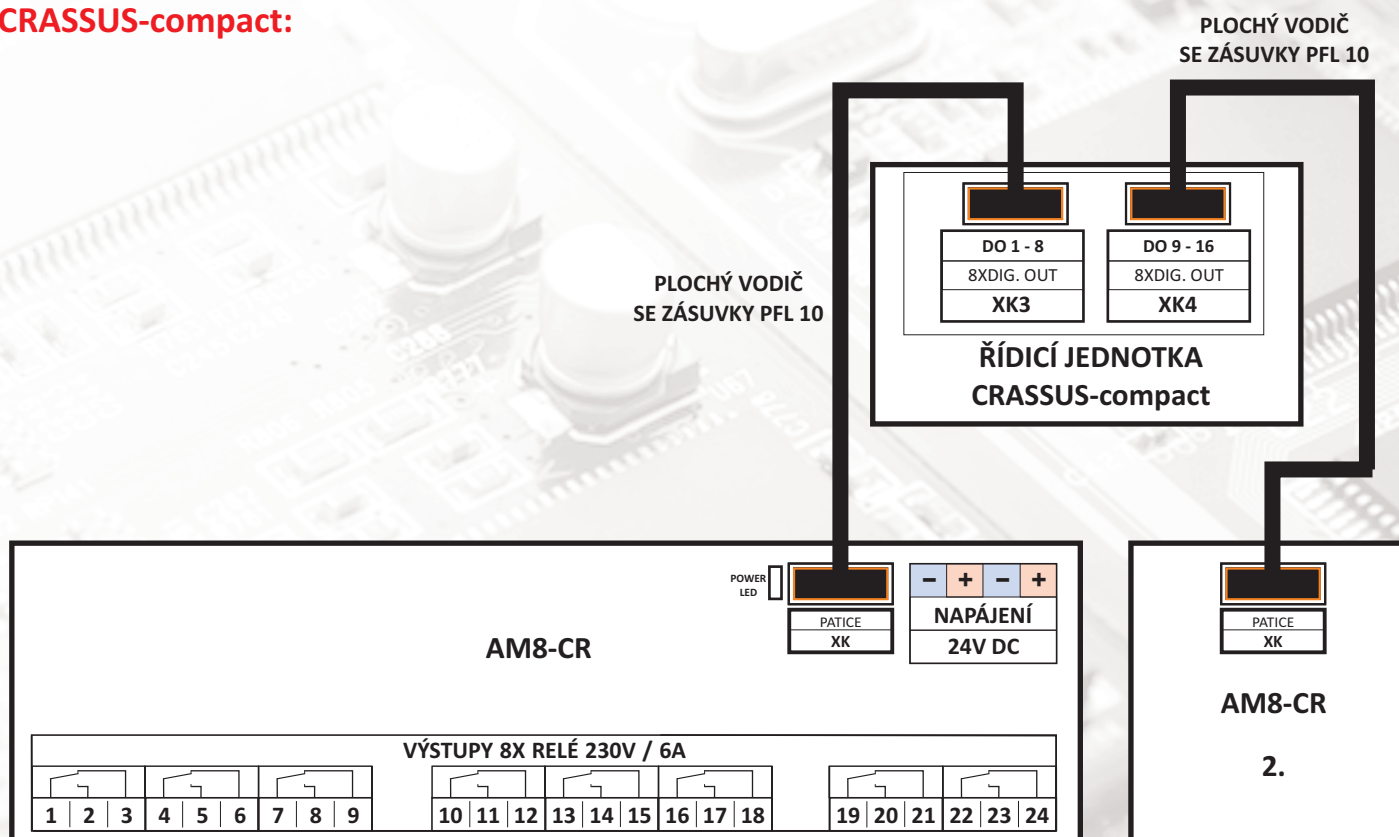 CRASSUS-compact:
PLOCHÝ VODIČ
SE ZÁSUVKY PFL 10
PLOCHÝ VODIČ
SE ZÁSUVKY PFL 10
DO 1 - 8
8XDIG. OUT
XK3
DO 9 - 16
8XDIG. OUT
XK4
ŘÍDICÍ JEDNOTKA
CRASSUS-compact
POWER
LED
PATICE
XK
− + − +
NAPÁJENÍ
24V DC
AM8-CR
VÝSTUPY 8X RELÉ 230V / 6A
1 2 3 4 5 6 7 8 9 10 11 12 13 14 15 16 17 18 19 20 21 22 23 24
PATICE
XK
AM8-CR
2.